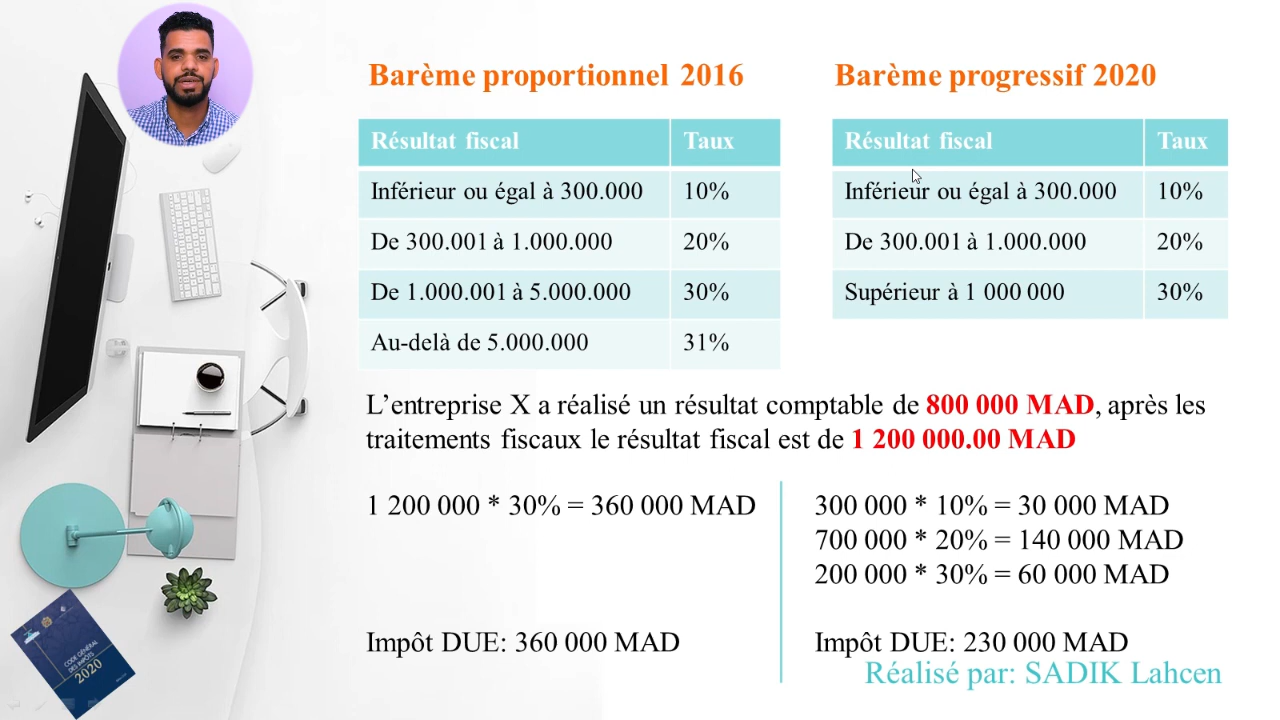 Barème proportionnel 2016
Résultat fiscal Taux
Inférieur ou égal à 300.000 10%
De 300.001 à 1.000.000 20%
De 1.000.001 à 5.000.000 30%
Au-delà de 5.000.000 31%
Barème progressif 2020
Résultat fiscal Taux
Inférieur ou égal à 300.000 10%
De 300.001 à 1.000.000 20%
Supérieur à 1 000 000 30%
L’entreprise X a réalisé un résultat comptable de 800 000 MAD, après les
traitements fiscaux le résultat fiscal est de 1 200 000.00 MAD
1 200 000 * 30% = 360 000 MAD
Impôt DUE: 360 000 MAD
300 000 * 10% = 30 000 MAD
700 000 * 20% = 140 000 MAD
200 000 * 30% = 60 000 MAD
Impôt DUE: 230 000 MAD
Réalisé par: SADIK Lahcen
CODE GÉNÉRAL
DES IMPÔTS
2020